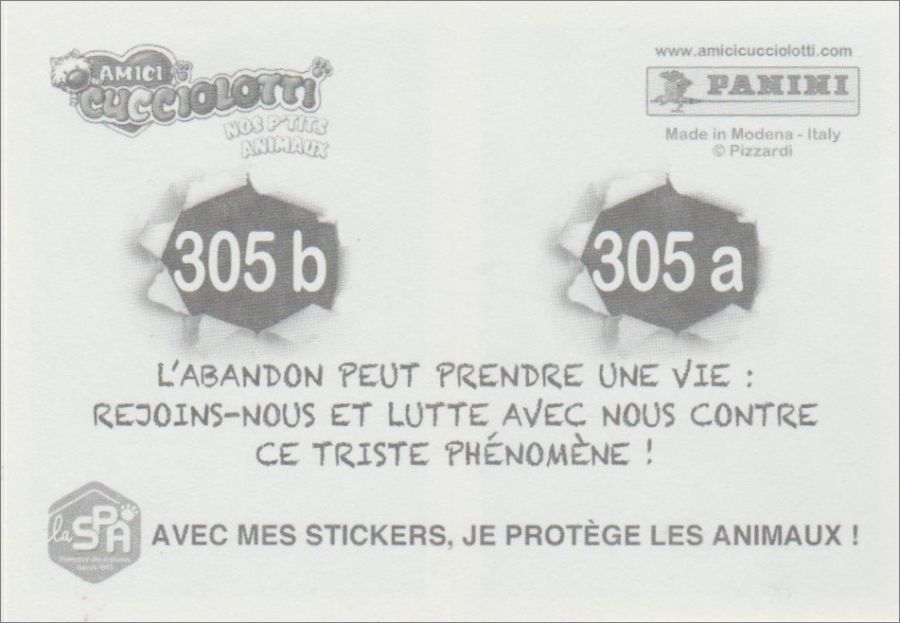 AMICI
CUCCIOLOTTI
NOS P'TITS
ANIMAUX
www.amicicucciolotti.com
PANINI
Made in Modena - Italy
© Pizzardi
305 b
305 a
L'ABANDON PEUT PRENDRE UNE VIE :
REJOINS-NOUS ET LUTTE AVEC NOUS CONTRE
CE TRISTE PHÉNOMÈNE !
la SPA
AVEC MES STICKERS, JE PROTÈGE LES ANIMAUX !